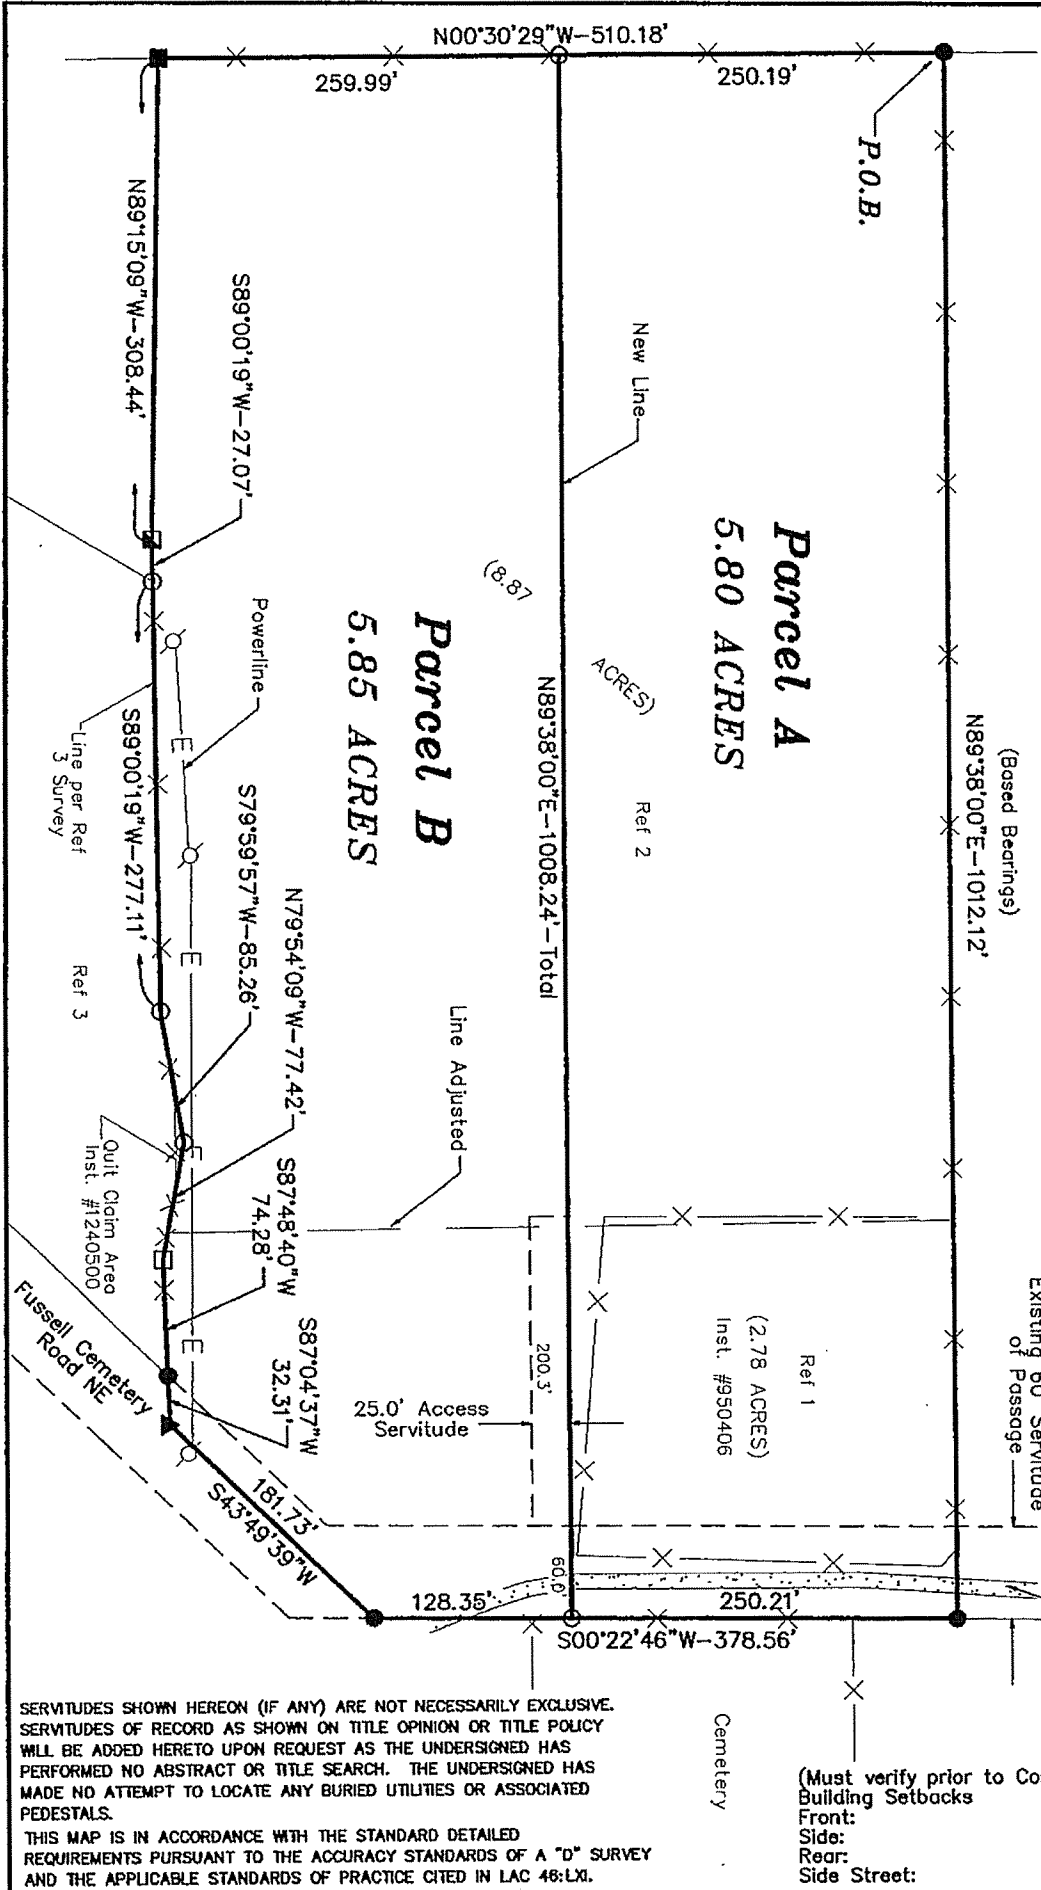 N00°30'29"W-510.18'
259.99'
250.19'
P.O.B.
N89°15'09"W-308.44'
S89°00'19"W-27.07'
New Line
Parcel A
5.80 ACRES
(8.87
ACRES)
Ref 2
(Based Bearings)
N89°38'00"E-1012.12'
N89°38'00"E-1008.24'-Total
Parcel B
5.85 ACRES
Powerline
E
E
E
E
Line per Ref
3 Survey
S89°00'19"W-277.11'
Ref 3
S79°59'57"W-85.26'
N79°54'09"W-77.42'
Line Adjusted
Quit Claim Area
Inst. #1240500
S87°48'40"W
74.28'
S87°04'37"W
32.31'
Fussell Cemetery
Road NE
25.0' Access
Servitude
200.3'
Ref 1
(2.78 ACRES)
Inst. #950406
Existing 60' Servitude
of Passage
181.73'
S43°49'39"W
60.0'
128.35'
250.21'
S00°22'46"W-378.56'
Cemetery
SERVITUDES SHOWN HEREON (IF ANY) ARE NOT NECESSARILY EXCLUSIVE.
SERVITUDES OF RECORD AS SHOWN ON TITLE OPINION OR TITLE POLICY
WILL BE ADDED HERETO UPON REQUEST AS THE UNDERSIGNED HAS
PERFORMED NO ABSTRACT OR TITLE SEARCH. THE UNDERSIGNED HAS
MADE NO ATTEMPT TO LOCATE ANY BURIED UTILITIES OR ASSOCIATED
PEDESTALS.
THIS MAP IS IN ACCORDANCE WITH THE STANDARD DETAILED
REQUIREMENTS PURSUANT TO THE ACCURACY STANDARDS OF A "D" SURVEY
AND THE APPLICABLE STANDARDS OF PRACTICE CITED IN LAC 46:LXI.
(Must verify prior to Co
Building Setbacks
Front:
Side:
Rear:
Side Street: